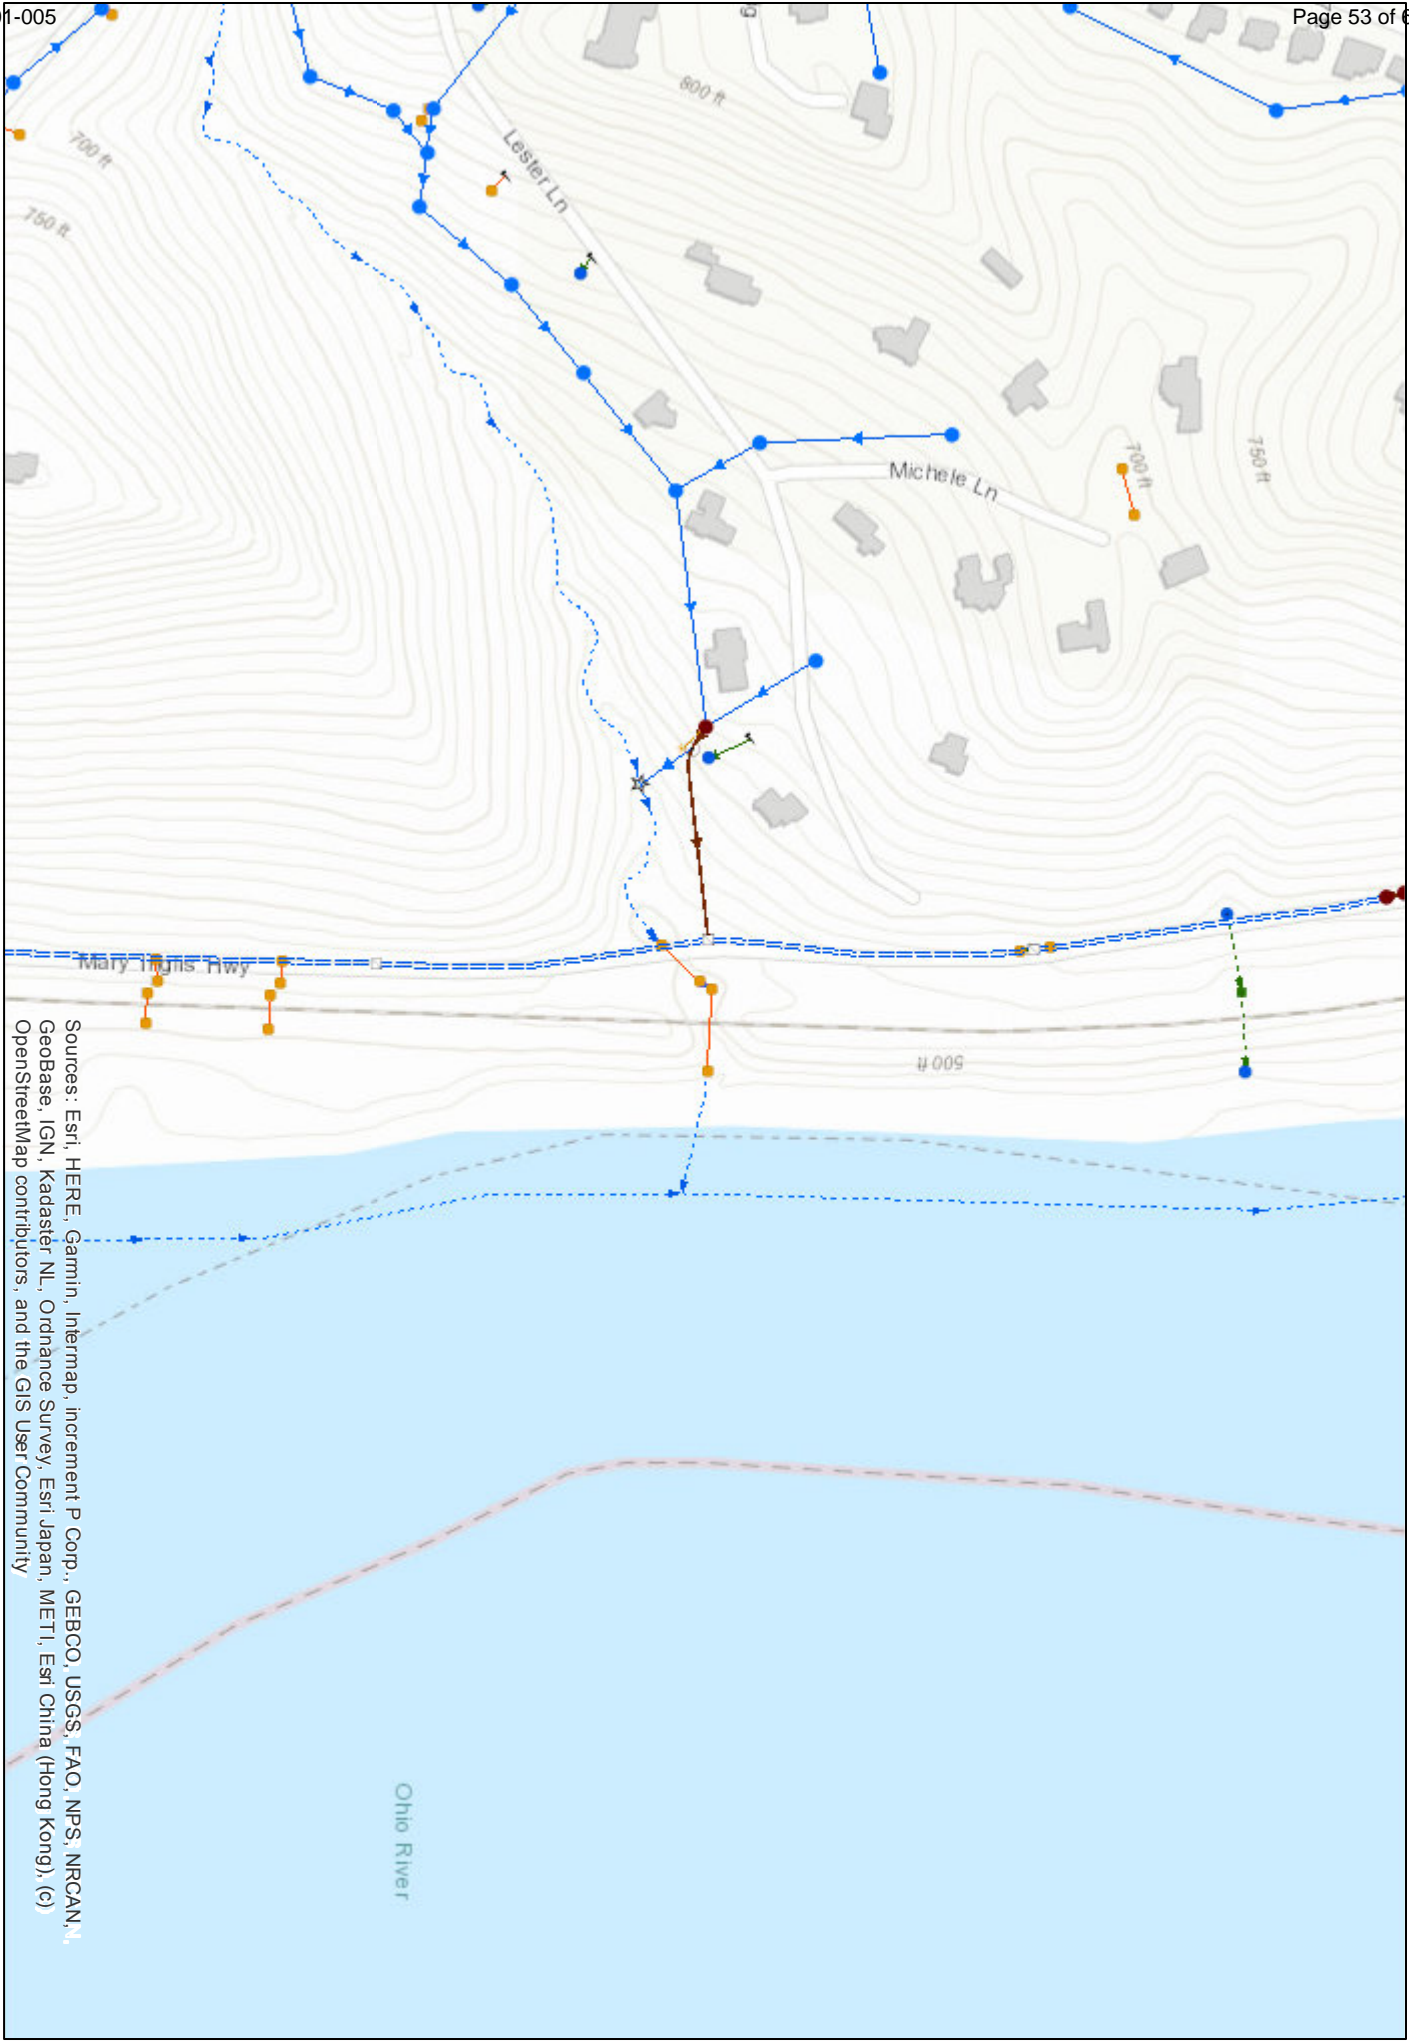 1-005
Page 53 of 6
800 ft
700 ft
750 ft
Lester Ln
Michele Ln
700 ft
750 ft
Mary Ingils Hwy
500 ft
Sources: Esri, HERE, Garmin, Intermap, increment P Corp., GEBCO, USGS, FAO, NPS, NRCAN,
GeoBase, IGN, Kadaster NL, Ordnance Survey, Esri Japan, METI, Esri China (Hong Kong), (c)
OpenStreetMap contributors, and the GIS User Community
Ohio River